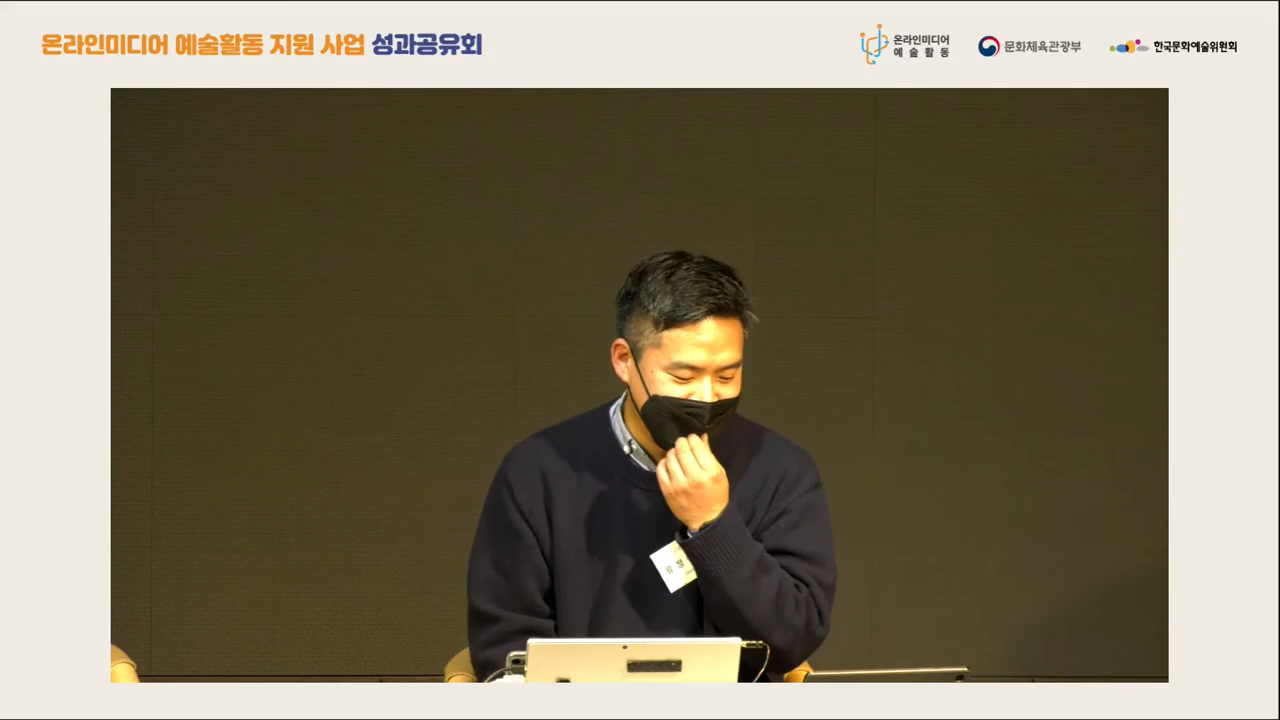 온라인미디어 예술활동 지원 사업 성과공유회
온라인미디어
예술활동
문화체육관광부
한국문화예술위원회